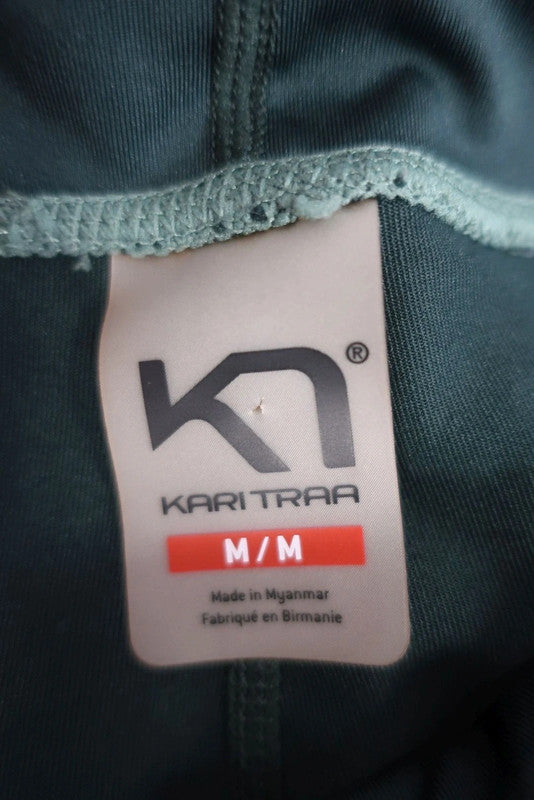 ®
KARI TRAA
M / M
Made in Myanmar
Fabriqué en Birmanie